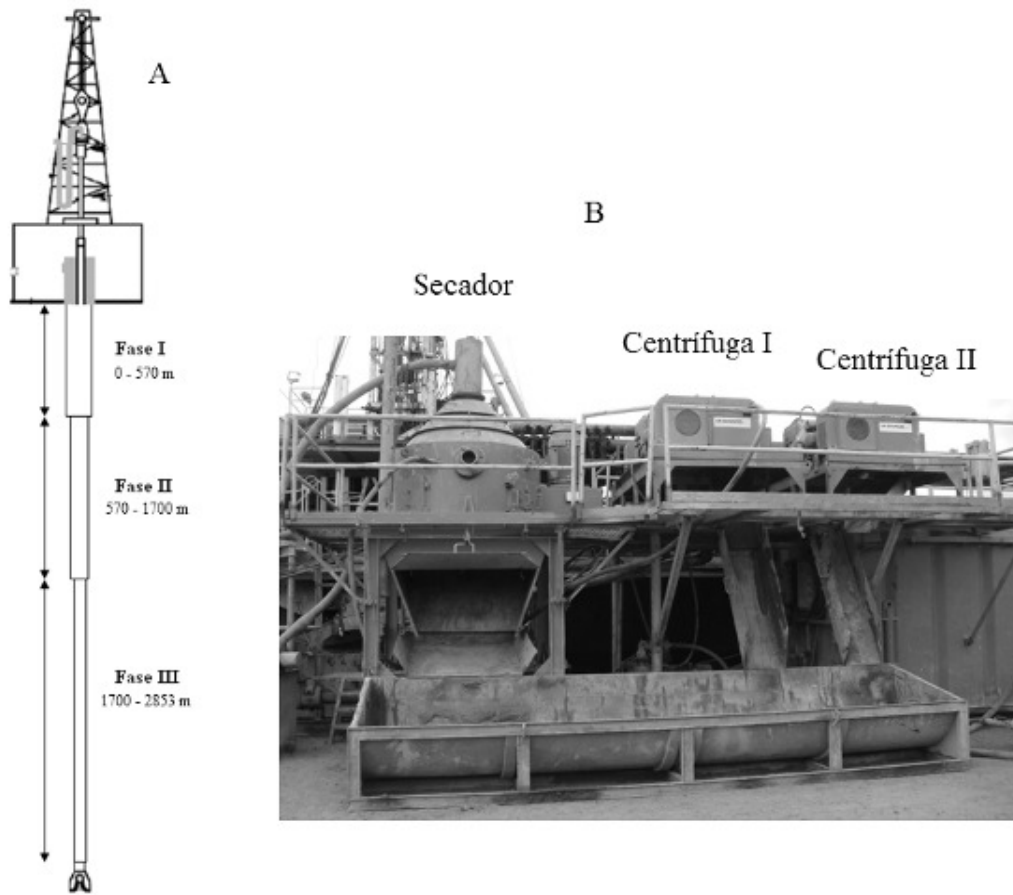 A
Fase I
0 - 570 m
Fase II
570 - 1700 m
Fase III
1700 - 2853 m
B
Secador
Centrífuga I
Centrífuga II